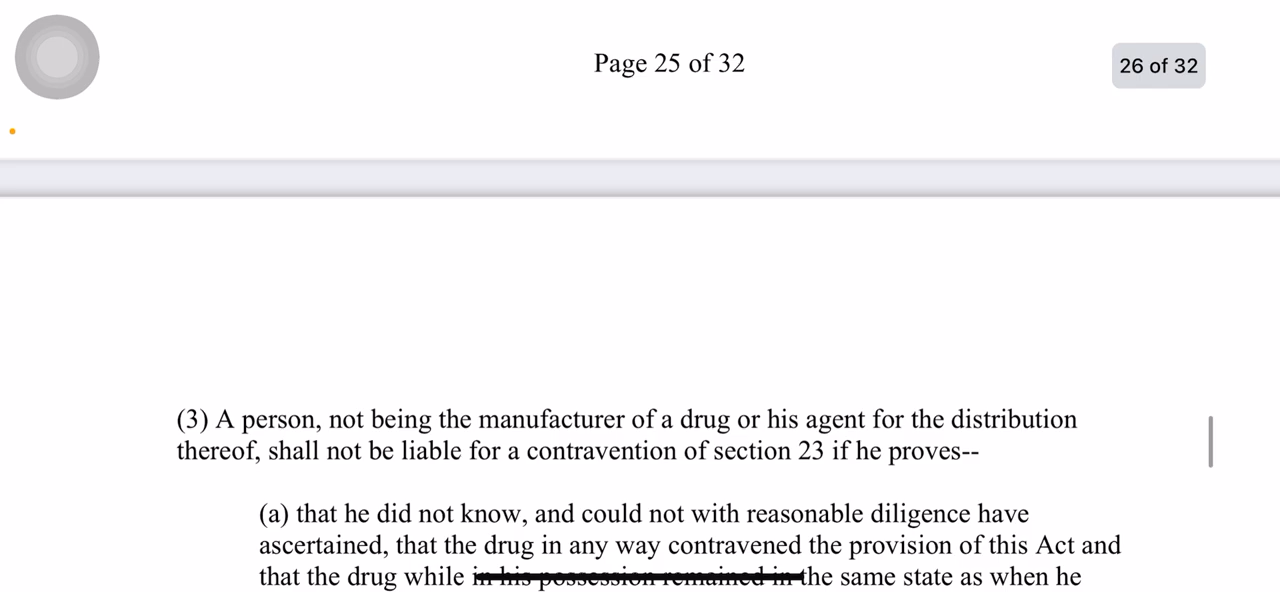 Page 25 of 32
26 of 32
(3) A person, not being the manufacturer of a drug or his agent for the distribution
thereof, shall not be liable for a contravention of section 23 if he proves--
(a) that he did not know, and could not with reasonable diligence have
ascertained, that the drug in any way contravened the provision of this Act and
that the drug while in his possession remained in the same state as when he